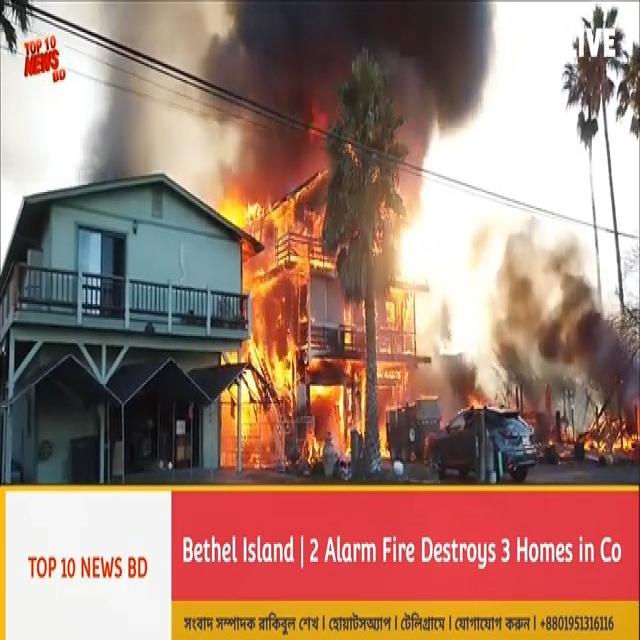 LIVE
TOP 10
NEWS
BD
TOP 10 NEWS BD
Bethel Island | 2 Alarm Fire Destroys 3 Homes in Co
সংবাদ সম্পাদক রাকিবুল শেখ | হোয়াটসঅ্যাপ | টেলিগ্রামে | যোগাযোগ করুন | +8801951316116